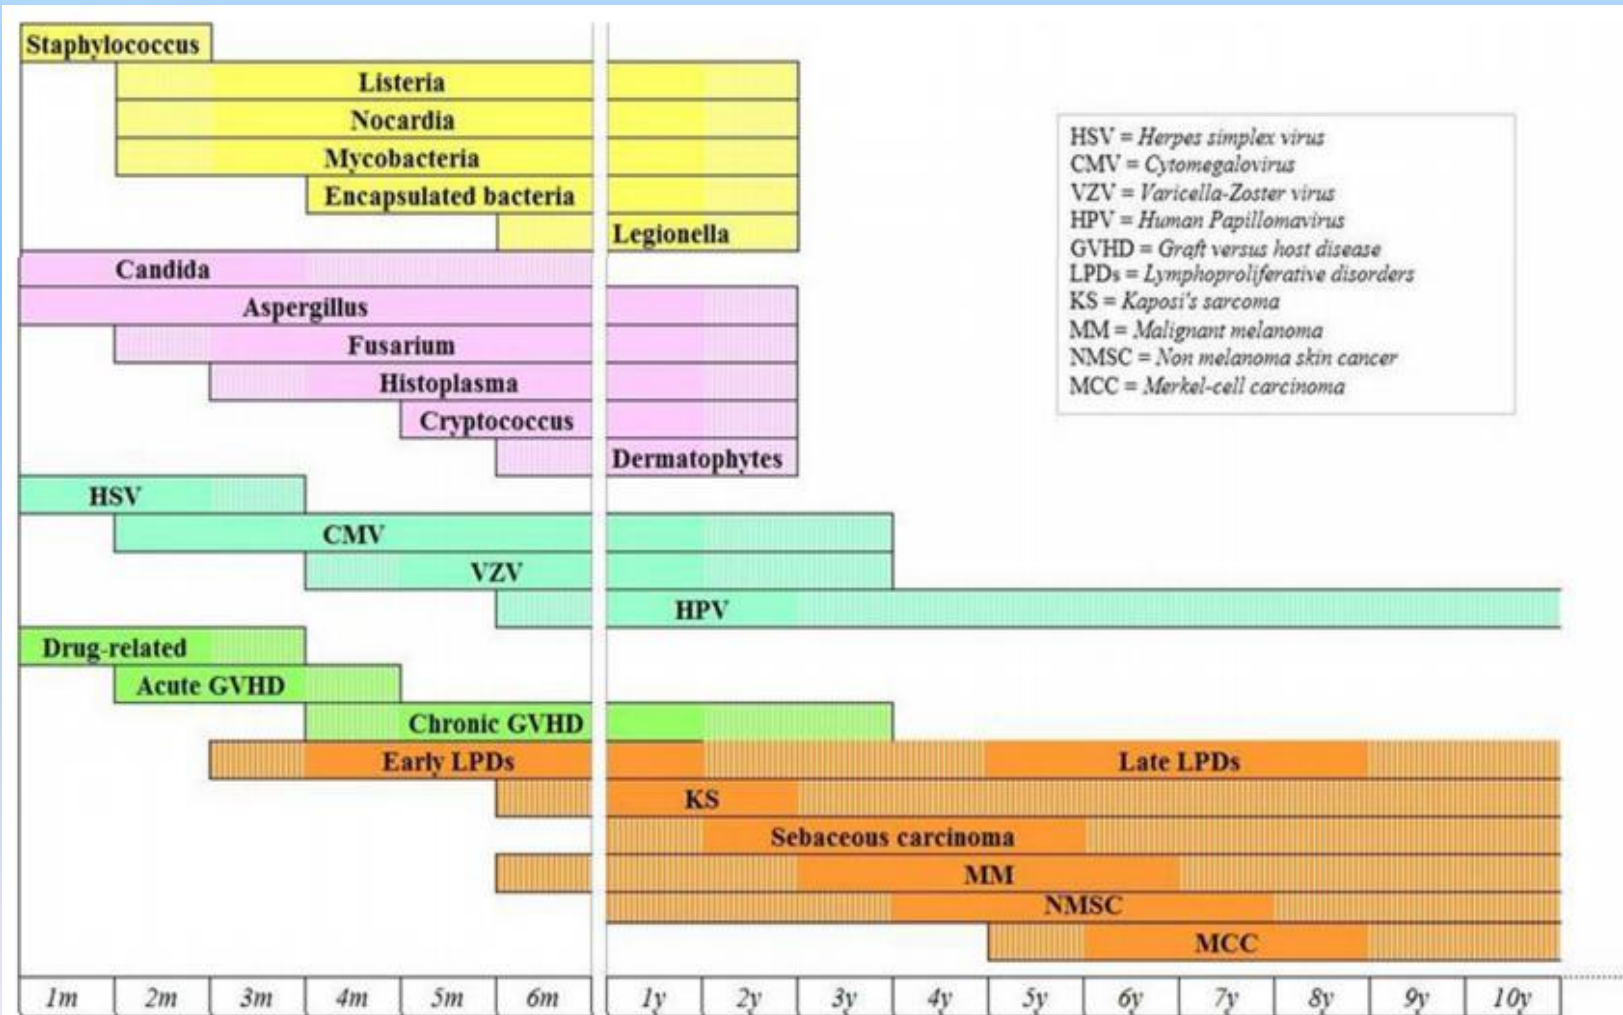 Staphylococcus
Listeria
Nocardia
Mycobacteria
Encapsulated bacteria
Legionella
Candida
Aspergillus
Fusarium
Histoplasma
Cryptococcus
Dermatophytes
HSV
CMV
VZV
HPV
Drug-related
Acute GVHD
Chronic GVHD
Early LPDs Late LPDs
KS
Sebaceous carcinoma
MM
NMSC
MCC
1m 2m 3m 4m 5m 6m 1y 2y 3y 4y 5y 6y 7y 8y 9y 10y
HSV = Herpes simplex virus
CMV = Cytomegalovirus
VZV = Varicella-Zoster virus
HPV = Human Papillomavirus
GVHD = Graft versus host disease
LPDs = Lymphoproliferative disorders
KS = Kaposi's sarcoma
MM = Malignant melanoma
NMSC = Non melanoma skin cancer
MCC = Merkel-cell carcinoma